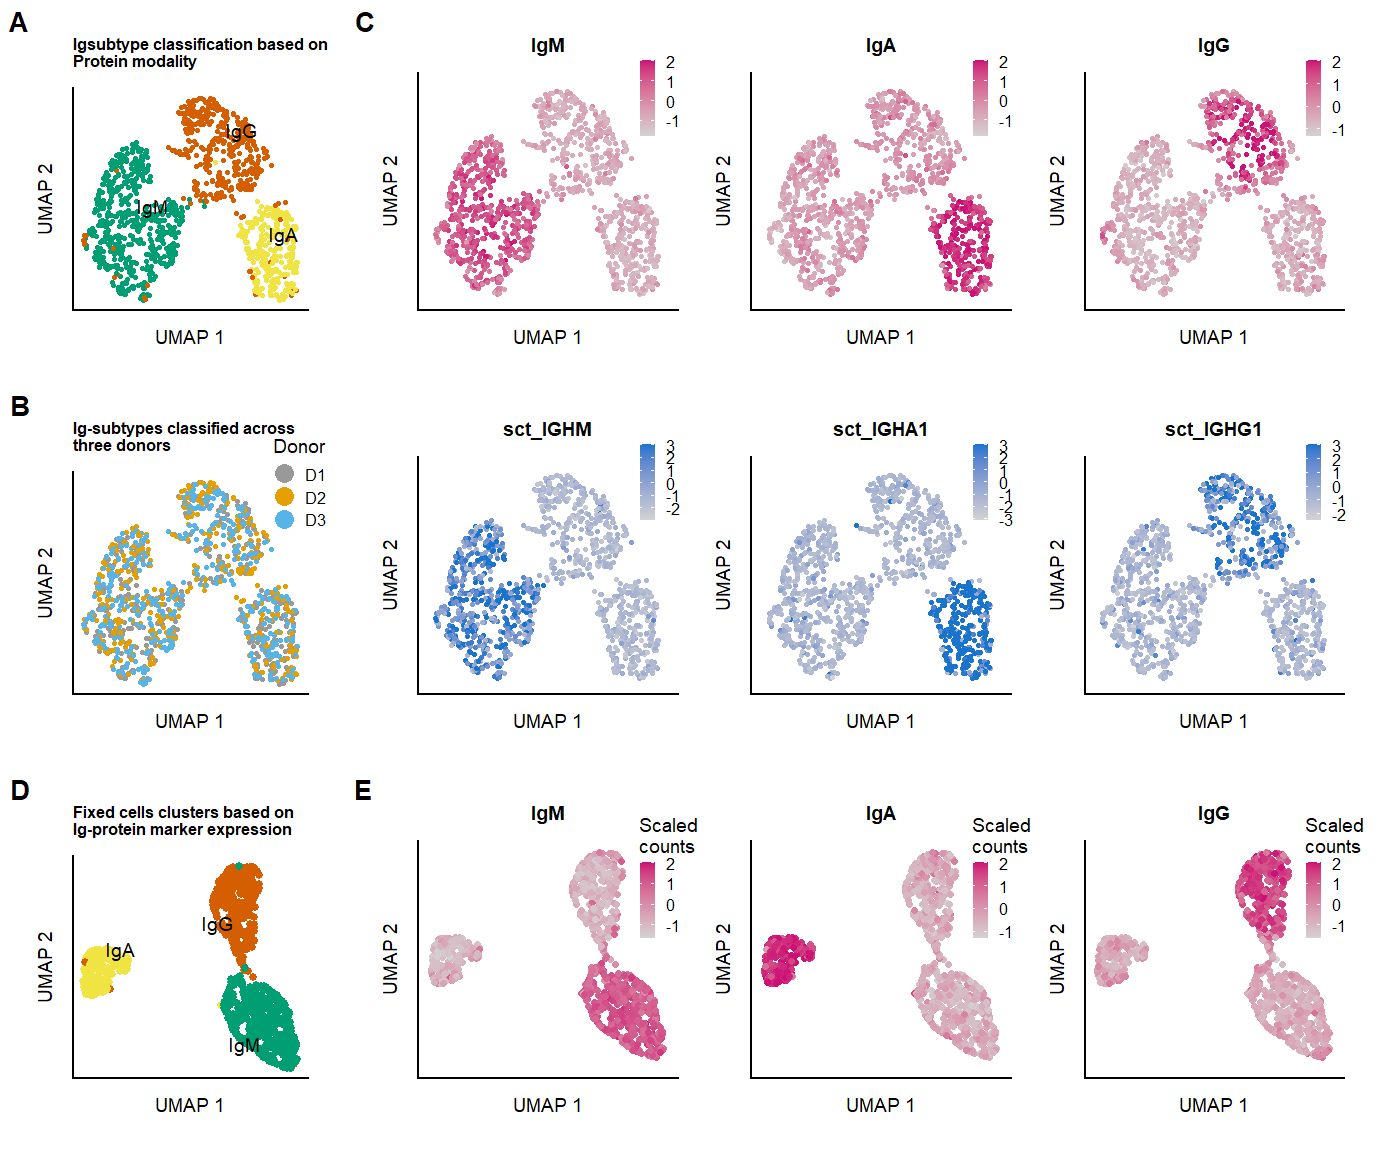 A
Igsubtype classification based on
Protein modality
IgG
IgM
IgA
UMAP 2
UMAP 1
C
IgM
2
1
0
-1
UMAP 2
UMAP 1
IgA
2
1
0
-1
UMAP 2
UMAP 1
IgG
2
1
0
-1
UMAP 2
UMAP 1
B
Ig-subtypes classified across
three donors
Donor
D1
D2
D3
UMAP 2
UMAP 1
sct_IGHM
3
2
1
0
-1
-2
UMAP 2
UMAP 1
sct_IGHA1
3
2
1
0
-1
-2
-3
UMAP 2
UMAP 1
sct_IGHG1
3
2
1
0
-1
-2
UMAP 2
UMAP 1
D
Fixed cells clusters based on
Ig-protein marker expression
IgG
IgA
IgM
UMAP 2
UMAP 1
E
IgM
Scaled
counts
2
1
0
-1
UMAP 2
UMAP 1
IgA
Scaled
counts
2
1
0
-1
UMAP 2
UMAP 1
IgG
Scaled
counts
2
1
0
-1
UMAP 2
UMAP 1